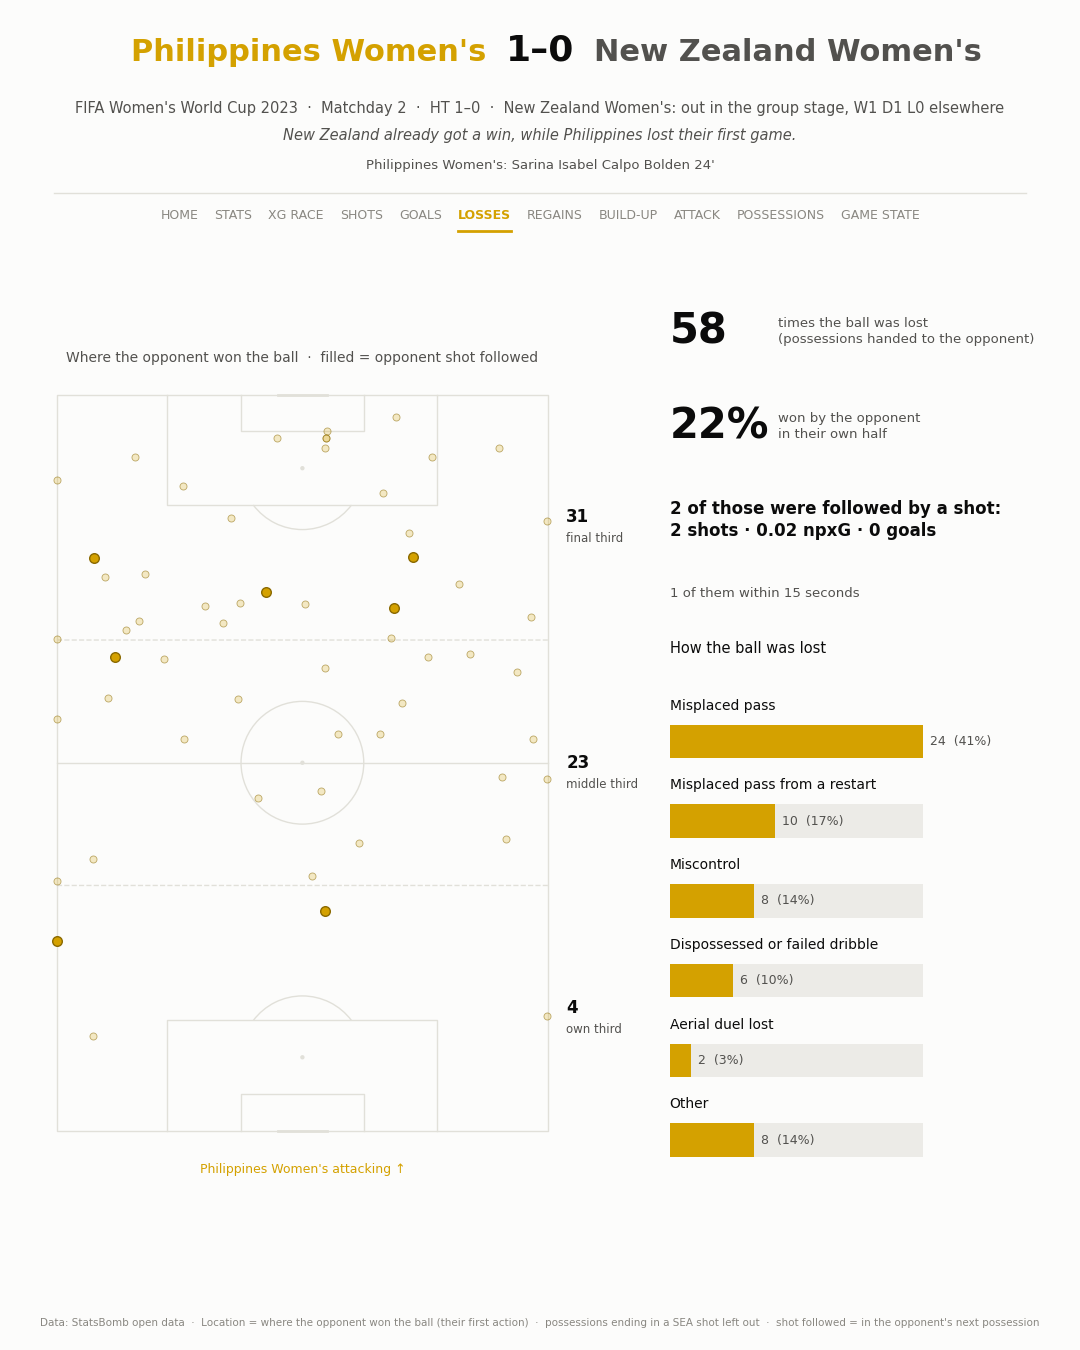 Philippines Women's 1–0 New Zealand Women's
FIFA Women's World Cup 2023 · Matchday 2 · HT 1–0 · New Zealand Women's: out in the group stage, W1 D1 L0 elsewhere
New Zealand already got a win, while Philippines lost their first game.
Philippines Women's: Sarina Isabel Calpo Bolden 24'
HOME STATS XG RACE SHOTS GOALS LOSSES REGAINS BUILD-UP ATTACK POSSESSIONS GAME STATE
Where the opponent won the ball · filled = opponent shot followed
31
final third
23
middle third
4
own third
Philippines Women's attacking ↑
58
times the ball was lost
(possessions handed to the opponent)
22%
won by the opponent
in their own half
2 of those were followed by a shot:
2 shots · 0.02 npxG · 0 goals
1 of them within 15 seconds
How the ball was lost
Misplaced pass
24 (41%)
Misplaced pass from a restart
10 (17%)
Miscontrol
8 (14%)
Dispossessed or failed dribble
6 (10%)
Aerial duel lost
2 (3%)
Other
8 (14%)
Data: StatsBomb open data · Location = where the opponent won the ball (their first action) · possessions ending in a SEA shot left out · shot followed = in the opponent's next possession